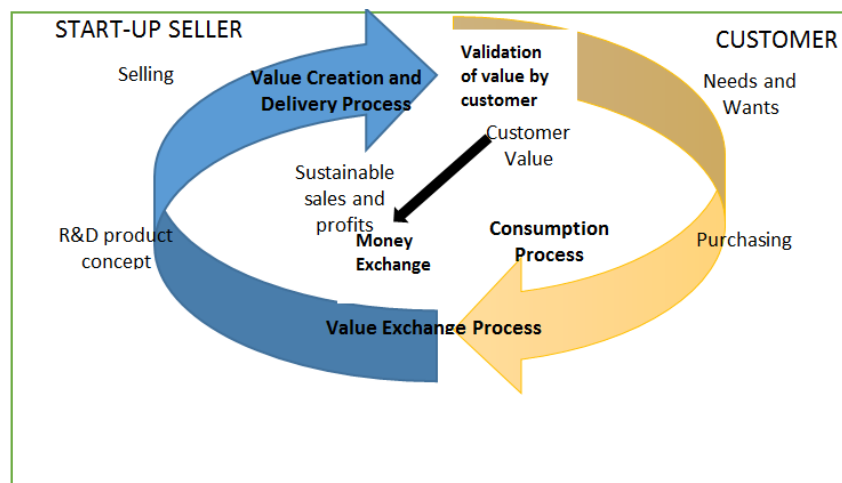 START-UP SELLER
CUSTOMER
Selling
Value Creation and
Delivery Process
Validation
of value by
customer
Needs and
Wants
Customer
Value
Sustainable
sales and
profits
Money
Exchange
R&D product
concept
Consumption
Process
Purchasing
Value Exchange Process